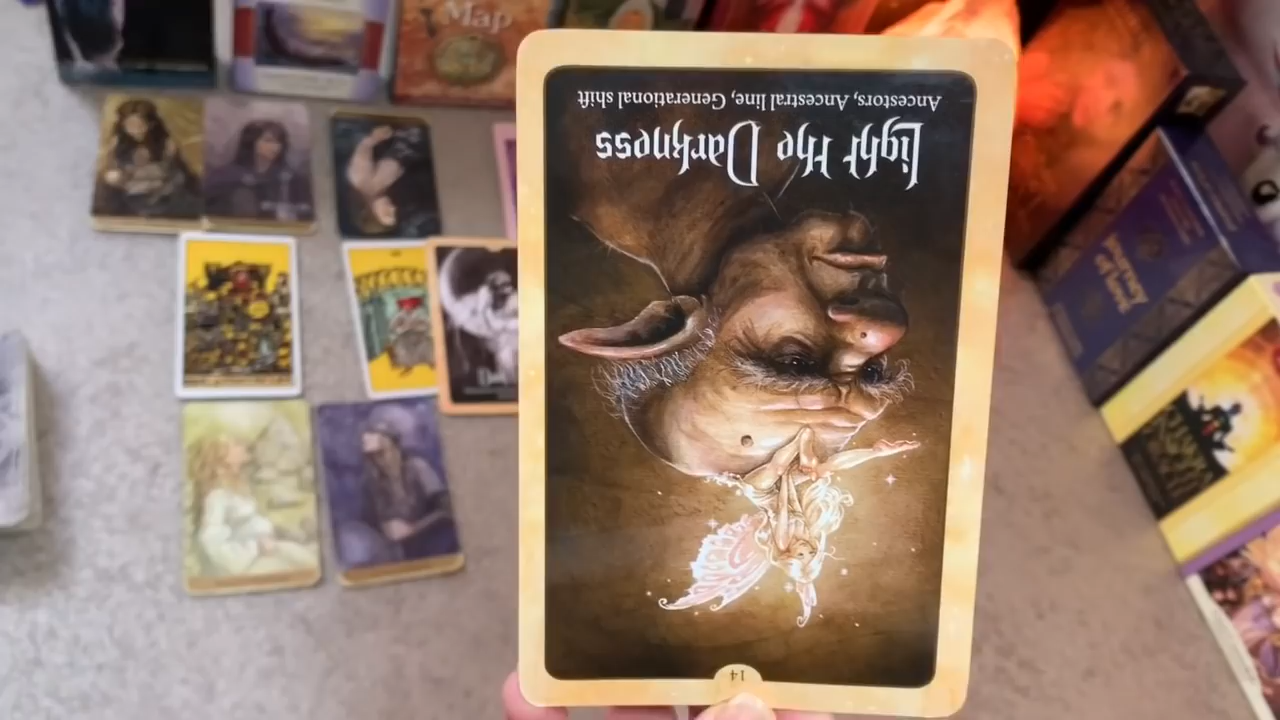 Map
14
Light the Darkness
Ancestors, Ancestral line, Generational shift